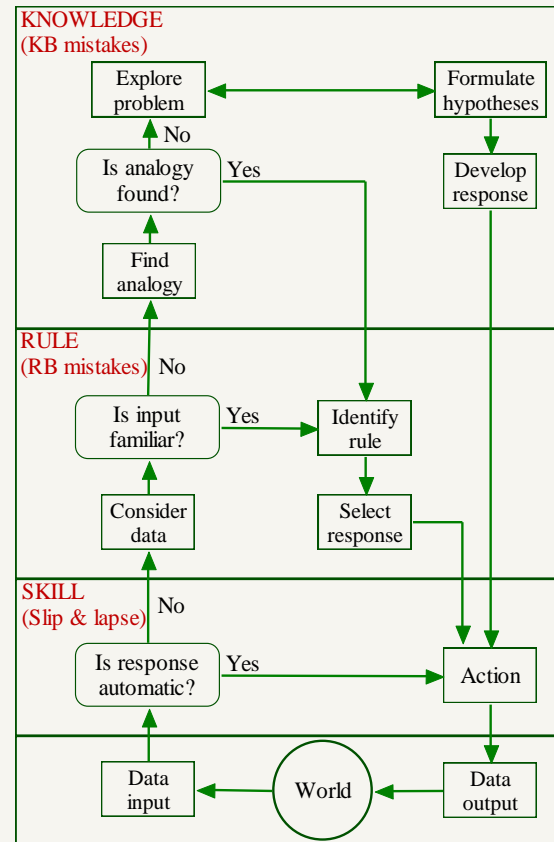 KNOWLEDGE
(KB mistakes)
Explore
problem
Formulate
hypotheses
No
Is analogy
found?
Yes
Develop
response
Find
analogy
RULE
(RB mistakes)
No
Is input
familiar?
Yes
Identify
rule
Consider
data
Select
response
SKILL
(Slip & lapse)
No
Is response
automatic?
Yes
Action
Data
input
World
Data
output